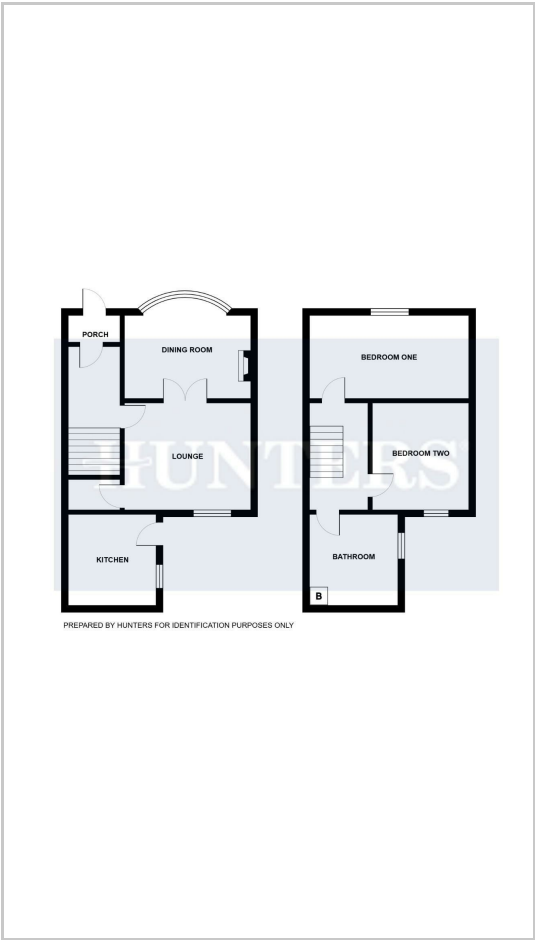 PORCH
DINING ROOM
LOUNGE
KITCHEN
BEDROOM ONE
BEDROOM TWO
BATHROOM
B
HUNTERS
PREPARED BY HUNTERS FOR IDENTIFICATION PURPOSES ONLY